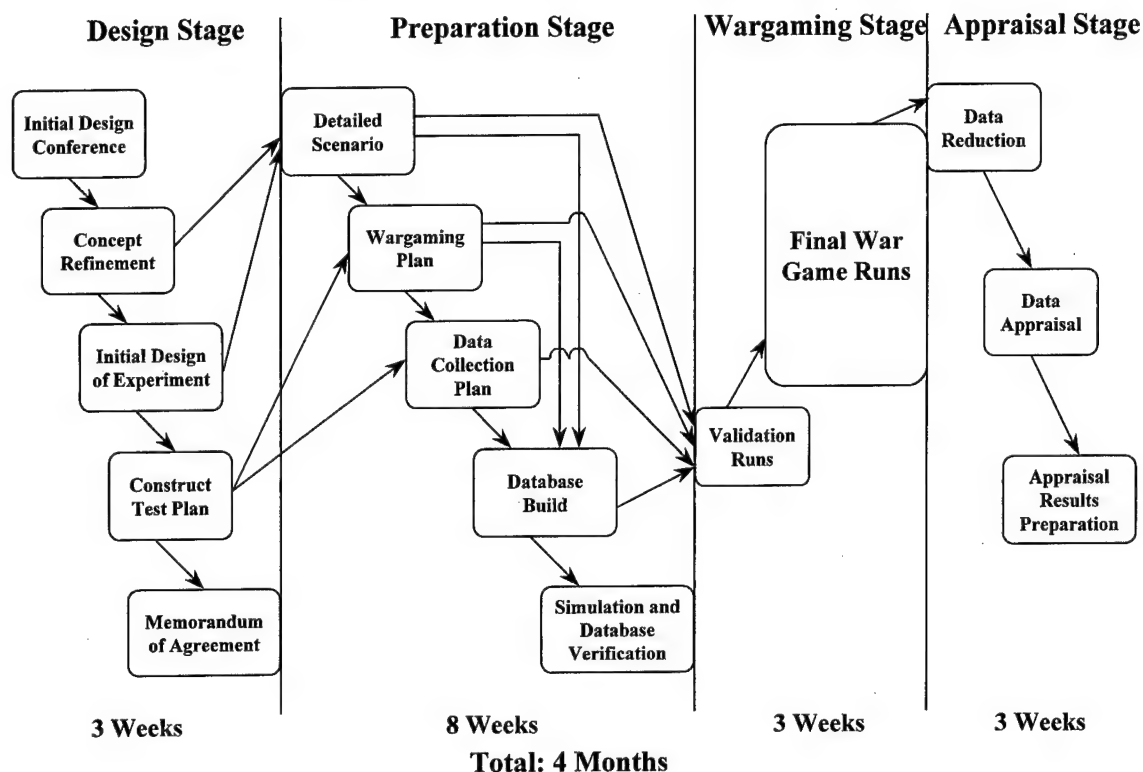 Design Stage
Preparation Stage
Wargaming Stage
Appraisal Stage
Initial Design
Conference
Concept
Refinement
Initial Design
of Experiment
Construct
Test Plan
Memorandum
of Agreement
Detailed
Scenario
Wargaming
Plan
Data
Collection
Plan
Database
Build
Simulation and
Database
Verification
Validation
Runs
Final War
Game Runs
Data
Reduction
Data
Appraisal
Appraisal
Results
Preparation
3 Weeks
8 Weeks
3 Weeks
3 Weeks
Total: 4 Months